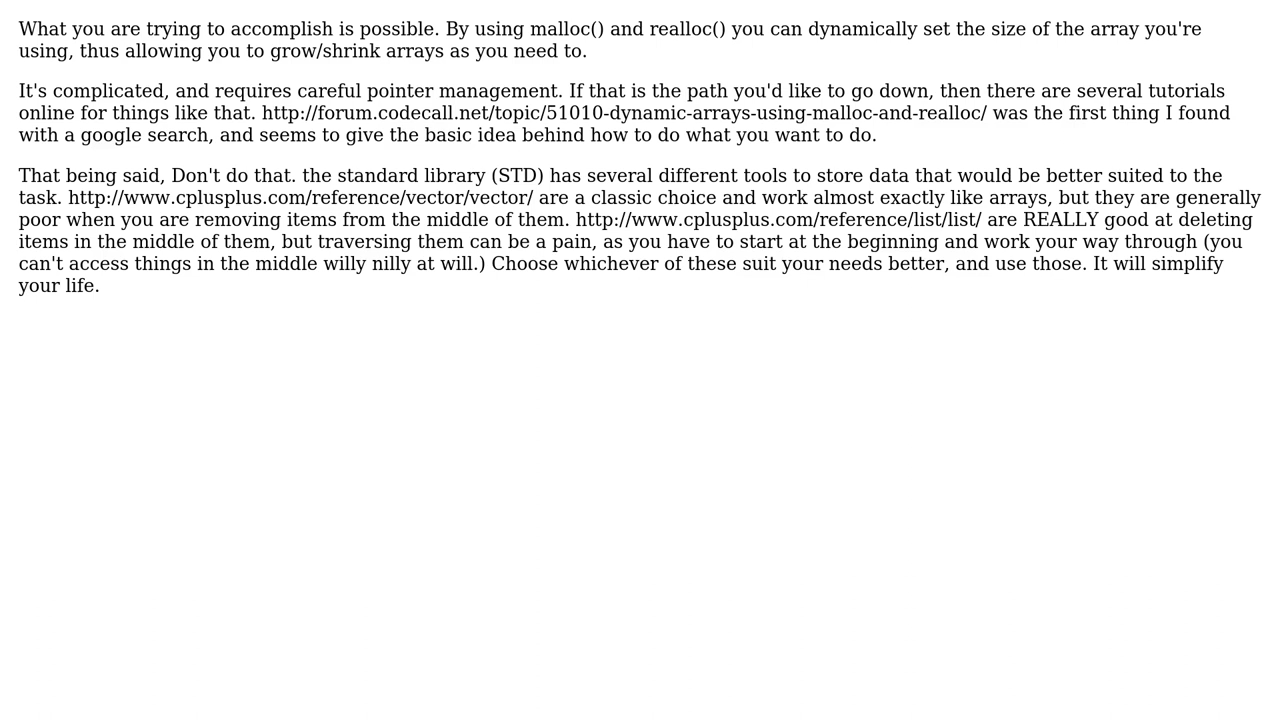 What you are trying to accomplish is possible. By using malloc() and realloc() you can dynamically set the size of the array you're
using, thus allowing you to grow/shrink arrays as you need to.
It's complicated, and requires careful pointer management. If that is the path you'd like to go down, then there are several tutorials
online for things like that. http://forum.codecall.net/topic/51010-dynamic-arrays-using-malloc-and-realloc/ was the first thing I found
with a google search, and seems to give the basic idea behind how to do what you want to do.
That being said, Don't do that. the standard library (STD) has several different tools to store data that would be better suited to the
task. http://www.cplusplus.com/reference/vector/vector/ are a classic choice and work almost exactly like arrays, but they are generally
poor when you are removing items from the middle of them. http://www.cplusplus.com/reference/list/list/ are REALLY good at deleting
items in the middle of them, but traversing them can be a pain, as you have to start at the beginning and work your way through (you
can't access things in the middle willy nilly at will.) Choose whichever of these suit your needs better, and use those. It will simplify
your life.